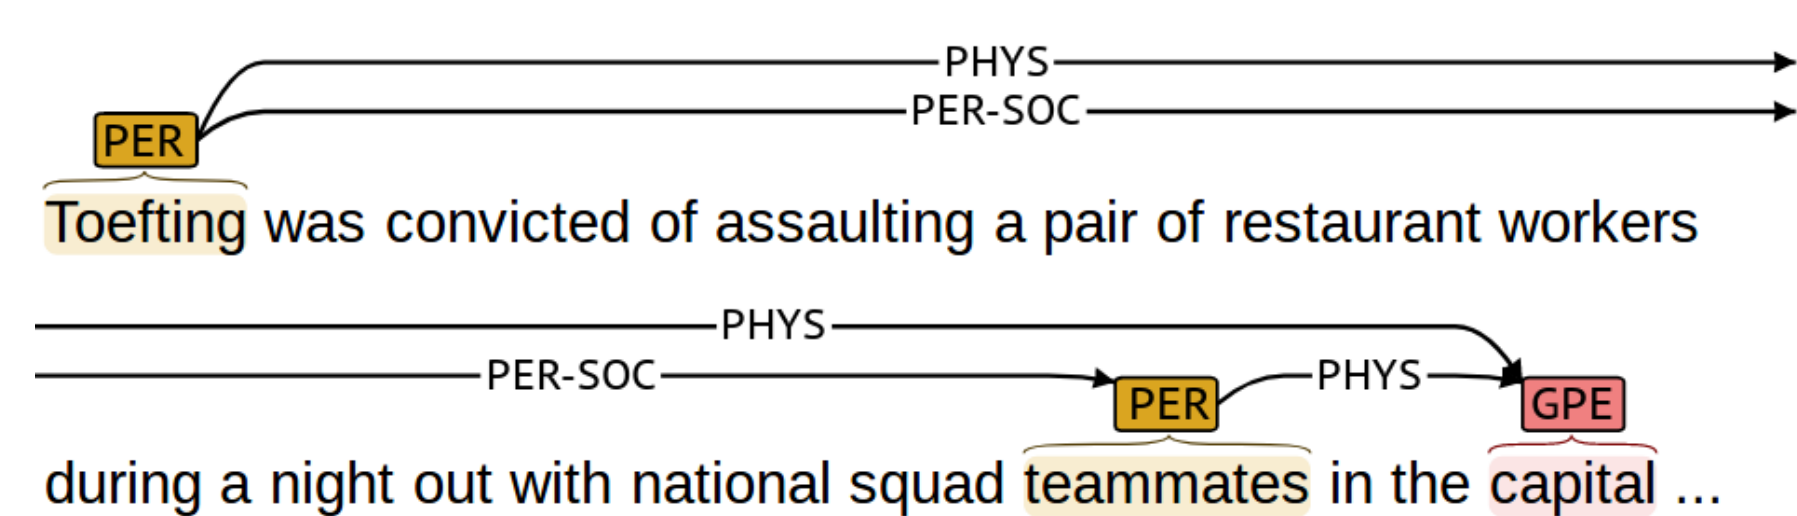 PHYS
PER-SOC
PER
Toefting was convicted of assaulting a pair of restaurant workers
PHYS
PER-SOC PER PHYS GPE
during a night out with national squad teammates in the capital ...